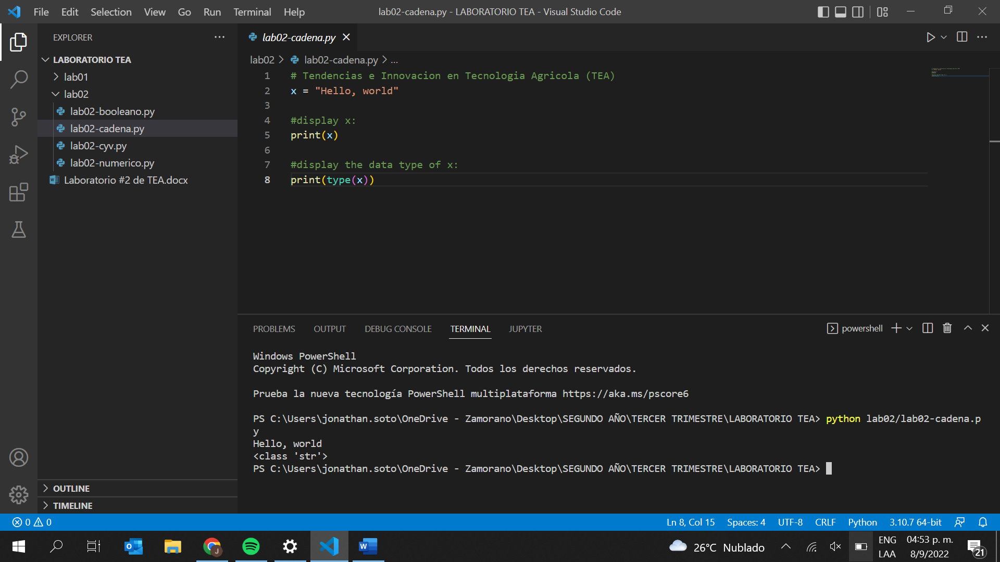 File Edit Selection View Go Run Terminal Help
lab02-cadena.py - LABORATORIO TEA - Visual Studio Code
EXPLORER
LABORATORIO TEA
lab01
lab02
lab02-booleano.py
lab02-cadena.py
lab02-cyv.py
lab02-numerico.py
Laboratorio #2 de TEA.docx
OUTLINE
TIMELINE
lab02-cadena.py
lab02 > lab02-cadena.py > ...
1 # Tendencias e Innovacion en Tecnologia Agricola (TEA)
2 x = "Hello, world"
3
4 #display x:
5 print(x)
6
7 #display the data type of x:
8 print(type(x))
PROBLEMS OUTPUT DEBUG CONSOLE TERMINAL JUPYTER
powershell
Windows PowerShell
Copyright (C) Microsoft Corporation. Todos los derechos reservados.
Prueba la nueva tecnología PowerShell multiplataforma https://aka.ms/pscore6
PS C:\Users\jonathan.soto\OneDrive - Zamorano\Desktop\SEGUNDO AÑO\TERCER TRIMESTRE\LABORATORIO TEA> python lab02/lab02-cadena.p
y
Hello, world
<class 'str'>
PS C:\Users\jonathan.soto\OneDrive - Zamorano\Desktop\SEGUNDO AÑO\TERCER TRIMESTRE\LABORATORIO TEA>
0 0
Ln 8, Col 15 Spaces: 4 UTF-8 CRLF Python 3.10.7 64-bit
26°C Nublado
ENG
LAA
04:53 p. m.
8/9/2022
21